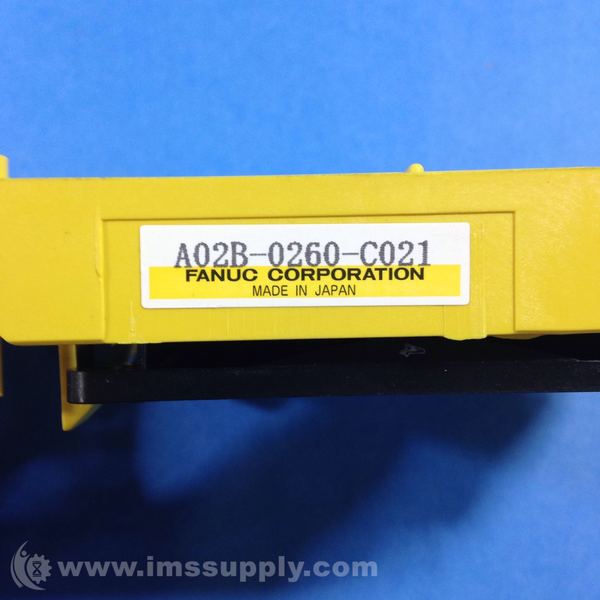 A02B-0260-C021
FANUC CORPORATION
MADE IN JAPAN
www.imssupply.com